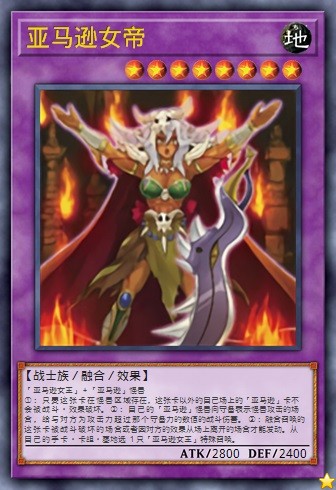 亚马逊女帝
地
【战士族/融合/效果】
「亚马逊女王」+「亚马逊」怪兽
①：只要这张卡在怪兽区域存在，这张卡以外的自己场上的「亚马逊」卡不
会被战斗·效果破坏。②：自己的「亚马逊」怪兽向守备表示怪兽攻击的场
合，给与对方为攻击力超过那个守备力的数值的战斗伤害。③：融合召唤的
这张卡被战斗破坏的场合或者因对方的效果从场上离开的场合才能发动。从
自己的手卡·卡组·墓地选1只「亚马逊女王」特殊召唤。
ATK/2800 DEF/2400